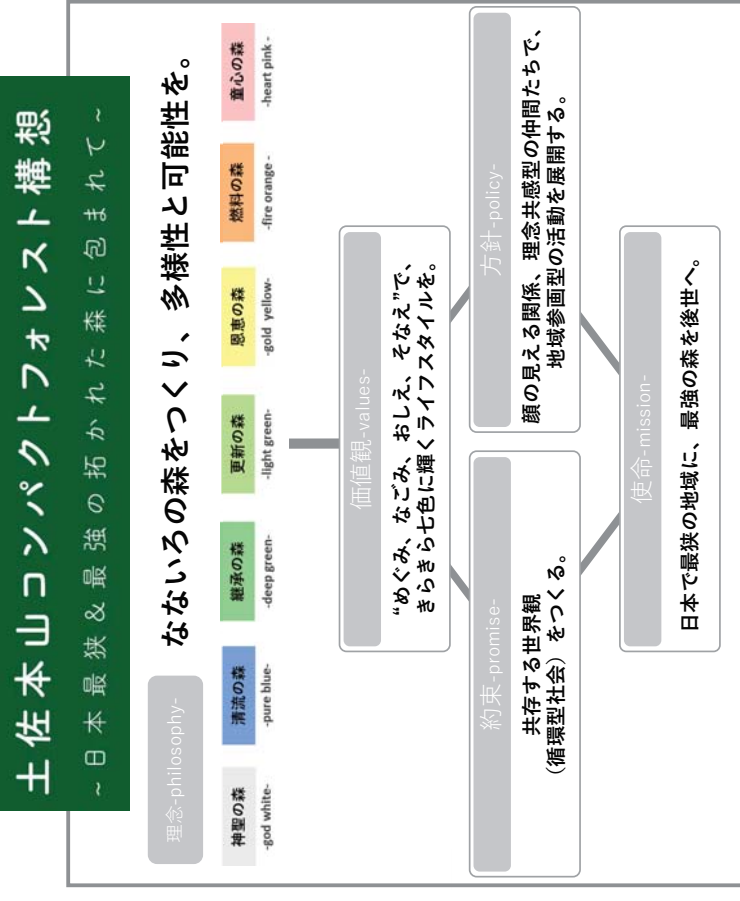 土佐本山コンパクトフォレスト構想
~日本最狭&最強の拓かれた森に包まれて~
理念-philosophy-
なないろの森をつくり、多様性と可能性を。
神聖の森
-god white-
清流の森
-pure blue-
継承の森
-deep green-
更新の森
-light green-
恩恵の森
-gold yellow-
燃料の森
-fire orange -
童心の森
-heart pink -
価値観-values-
“めぐみ、なごみ、おしえ、そなえ”で、
きらきら七色に輝くライフスタイルを。
約束-promise-
共存する世界観
（循環型社会）をつくる。
方針-policy-
顔の見える関係、理念共感型の仲間たちで、
地域参画型の活動を展開する。
使命-mission-
日本で最狭の地域に、最強の森を後世へ。